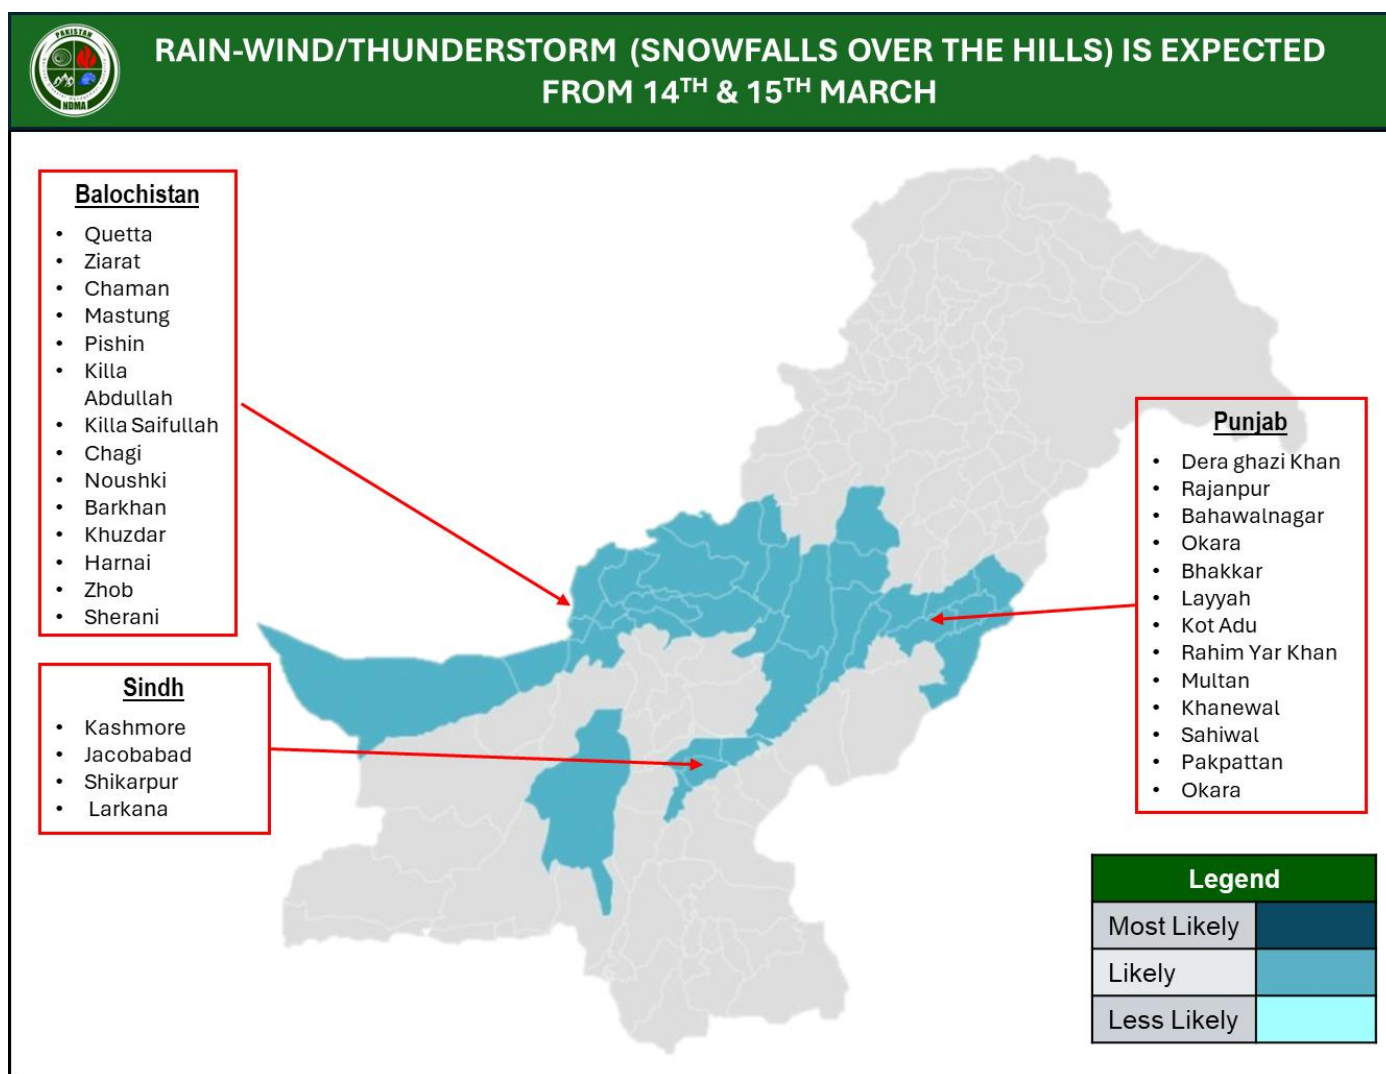 PAKISTAN
NDMA
RAIN-WIND/THUNDERSTORM (SNOWFALLS OVER THE HILLS) IS EXPECTED
FROM 14TH & 15TH MARCH
Balochistan
• Quetta
• Ziarat
• Chaman
• Mastung
• Pishin
• Killa
Abdullah
• Killa Saifullah
• Chagi
• Noushki
• Barkhan
• Khuzdar
• Harnai
• Zhob
• Sherani
Sindh
• Kashmore
• Jacobabad
• Shikarpur
• Larkana
Punjab
• Dera ghazi Khan
• Rajanpur
• Bahawalnagar
• Okara
• Bhakkar
• Layyah
• Kot Adu
• Rahim Yar Khan
• Multan
• Khanewal
• Sahiwal
• Pakpattan
• Okara
Legend
Most Likely
Likely
Less Likely